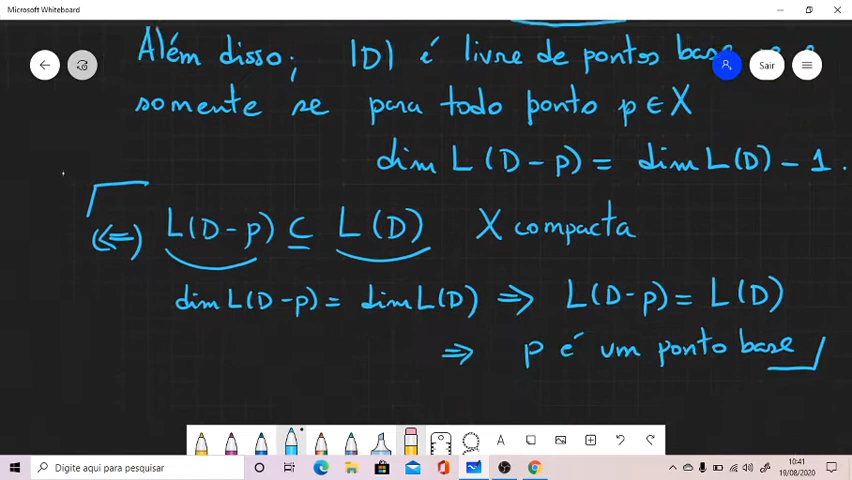 Microsoft Whiteboard
Além disso; |D| é livre de pontos base
Sair
somente se para todo ponto p ∈ X
dim L(D-p) = dim L(D) - 1.
(⇐) L(D-p) ⊆ L(D) X compacta
dim L(D-p) = dim L(D) ⇒ L(D-p) = L(D)
⇒ p é um ponto base
Digite aqui para pesquisar
10:41
19/08/2020